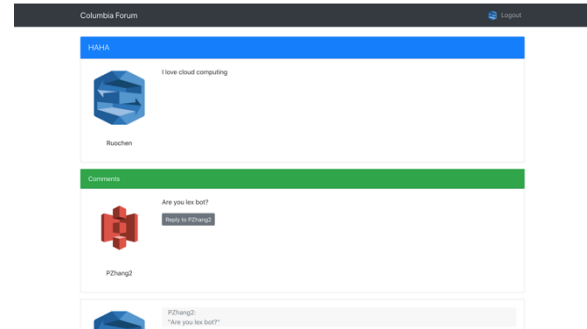 Columbia Forum
Logout
HAHA
I love cloud computing
Ruochen
Comments
Are you lex bot?
Reply to PZhang2
PZhang2
PZhang2:
"Are you lex bot?"